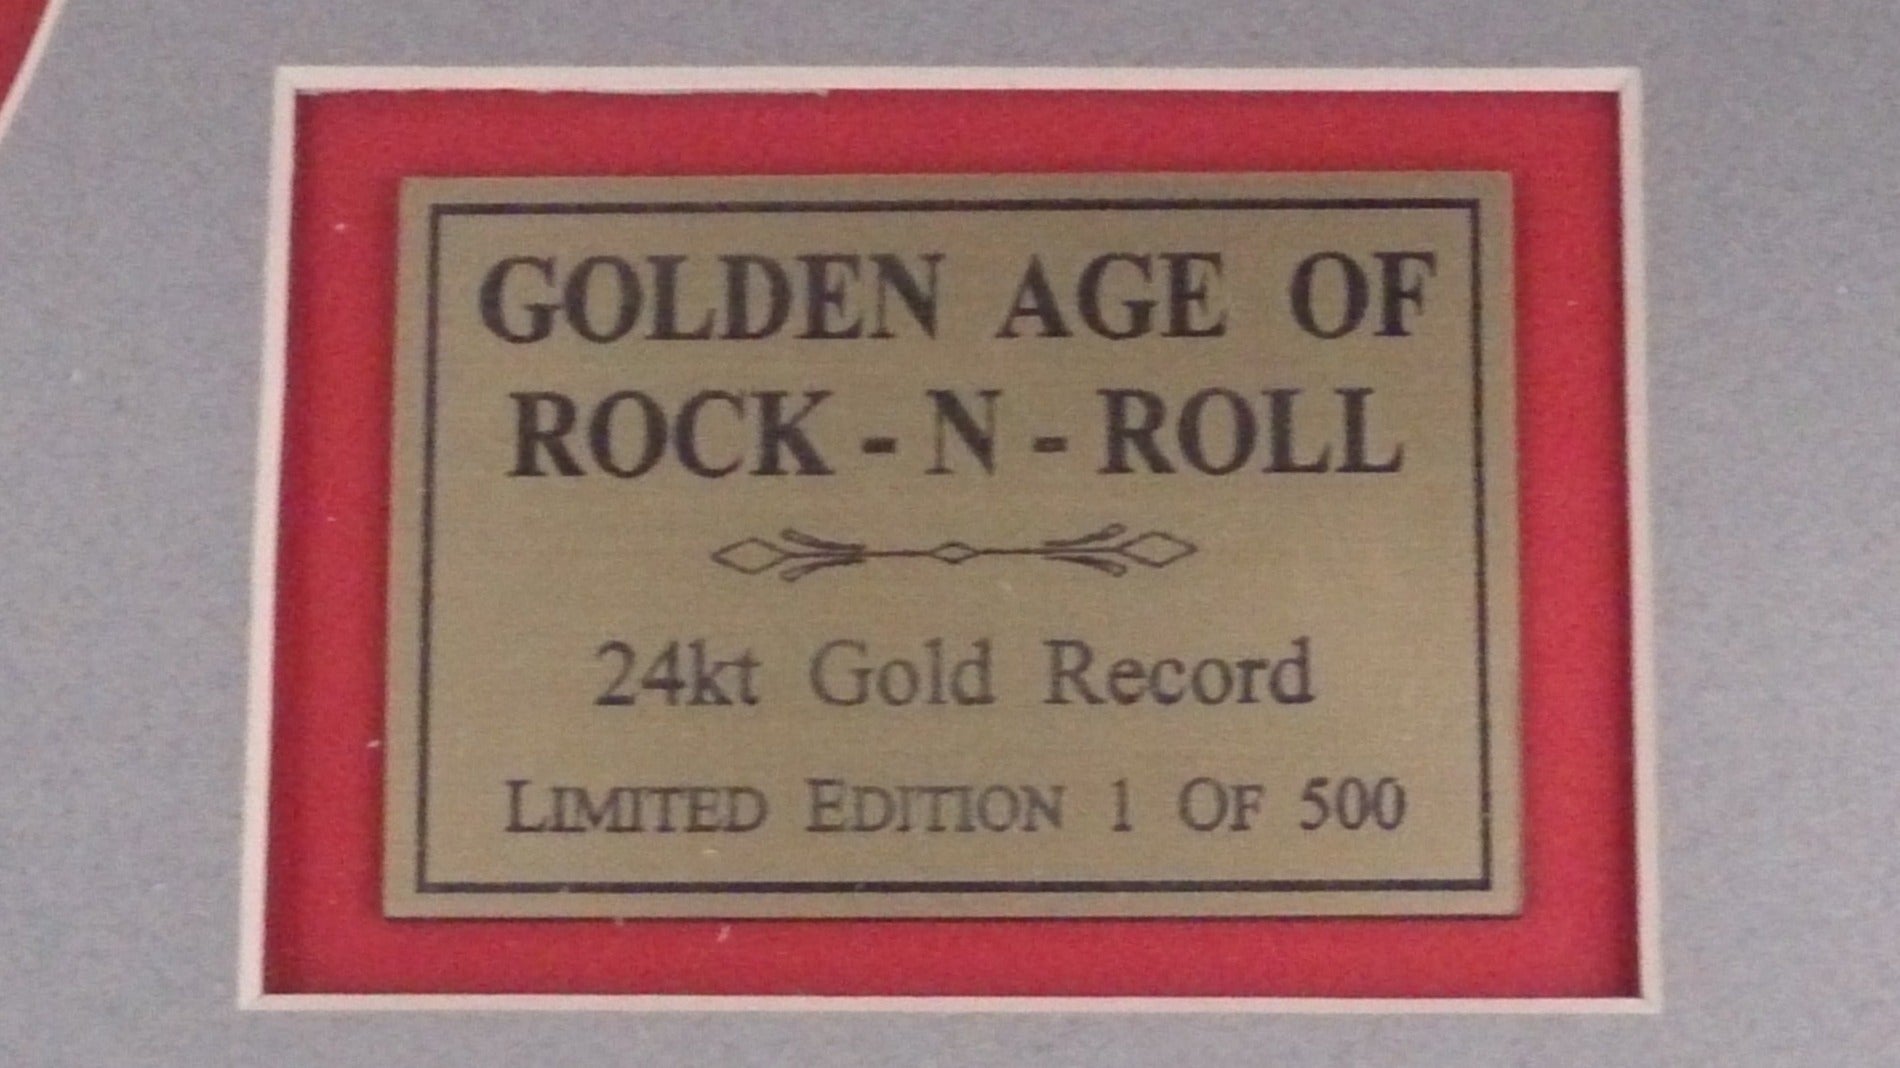 GOLDEN AGE OF
ROCK - N - ROLL
24kt Gold Record
LIMITED EDITION 1 OF 500